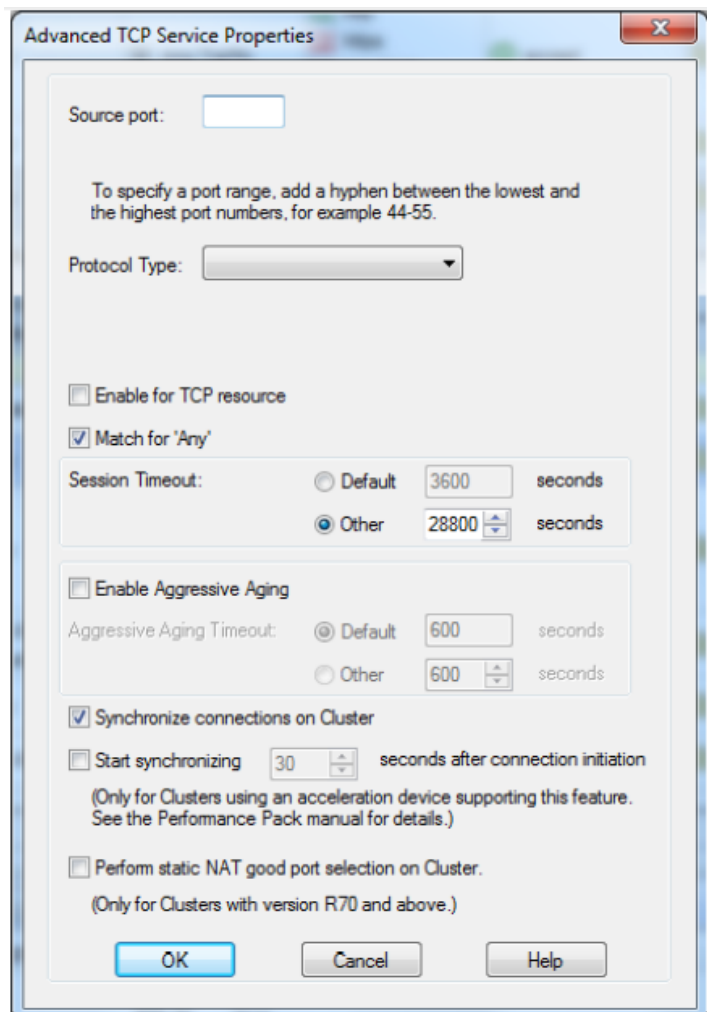 Advanced TCP Service Properties
Source port:
To specify a port range, add a hyphen between the lowest and
the highest port numbers, for example 44-55.
Protocol Type:
Enable for TCP resource
Match for 'Any'
Session Timeout: Default 3600 seconds
Other 28800 seconds
Enable Aggressive Aging
Aggressive Aging Timeout: Default 600 seconds
Other 600 seconds
Synchronize connections on Cluster
Start synchronizing 30 seconds after connection initiation
(Only for Clusters using an acceleration device supporting this feature.
See the Performance Pack manual for details.)
Perform static NAT good port selection on Cluster.
(Only for Clusters with version R70 and above.)
OK Cancel Help